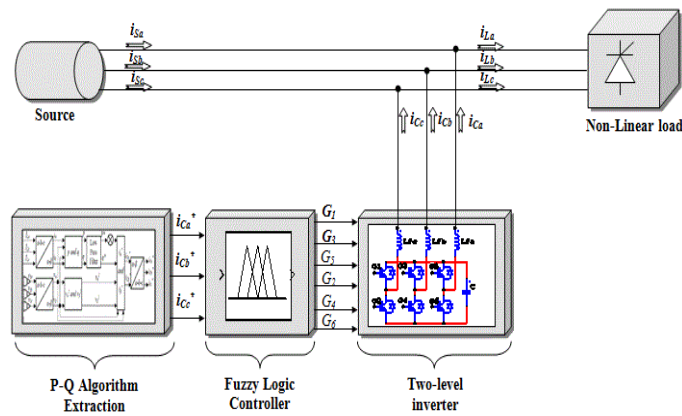 iSa
iSb
iSc
iLa
iLb
iLc
Source
Non-Linear load
iCc
iCb
iCa
iCa*
iCb*
iCc*
G1
G3
G5
G2
G4
G6
P-Q Algorithm
Extraction
Fuzzy Logic
Controller
Two-level
inverter